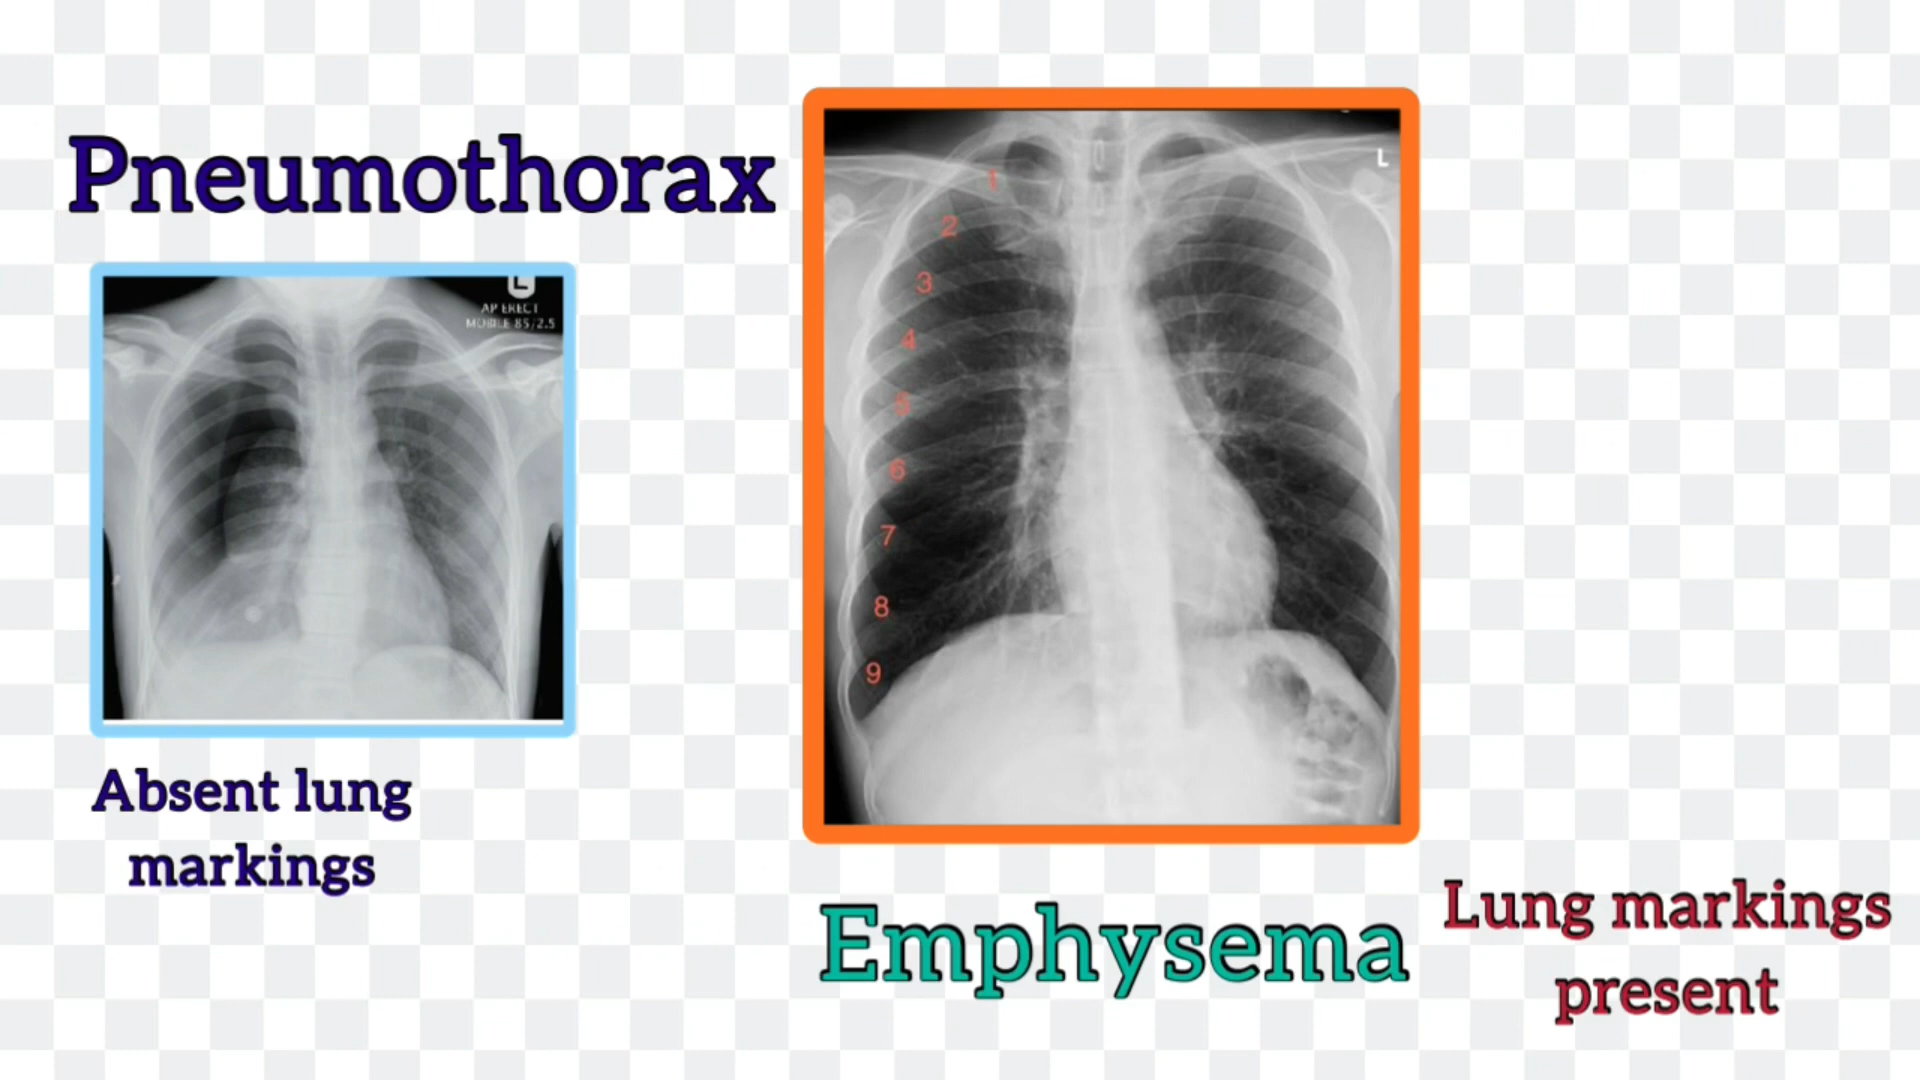 Pneumothorax
L
AP ERECT
MOBILE 85/2.5
Absent lung
markings
L
1
2
3
4
5
6
7
8
9
Emphysema
Lung markings
present